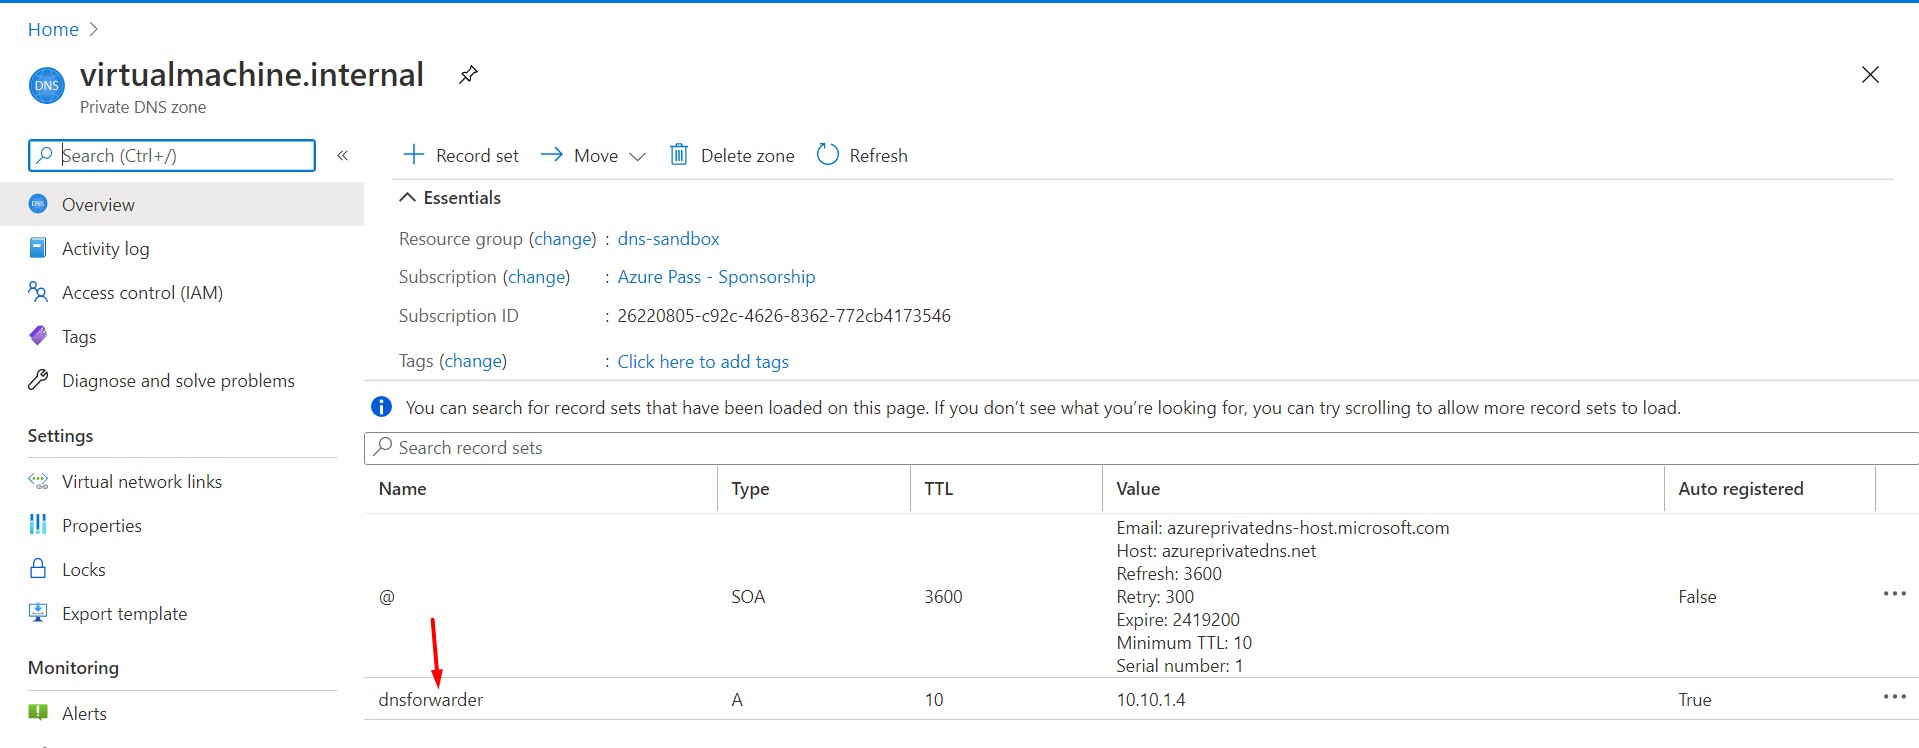 Home
virtualmachine.internal
DNS
Private DNS zone
Search (Ctrl+/)
«
Record set
Move
Delete zone
Refresh
Overview
Activity log
Access control (IAM)
Tags
Diagnose and solve problems
Settings
Virtual network links
Properties
Locks
Export template
Monitoring
Alerts
Essentials
Resource group (change) : dns-sandbox
Subscription (change) : Azure Pass - Sponsorship
Subscription ID : 26220805-c92c-4626-8362-772cb4173546
Tags (change) : Click here to add tags
You can search for record sets that have been loaded on this page. If you don't see what you're looking for, you can try scrolling to allow more record sets to load.
Search record sets
Name Type TTL Value Auto registered
Email: azureprivatedns-host.microsoft.com
Host: azureprivatedns.net
Refresh: 3600
@ SOA 3600 Retry: 300 False
Expire: 2419200
Minimum TTL: 10
Serial number: 1
dnsforwarder A 10 10.10.1.4 True